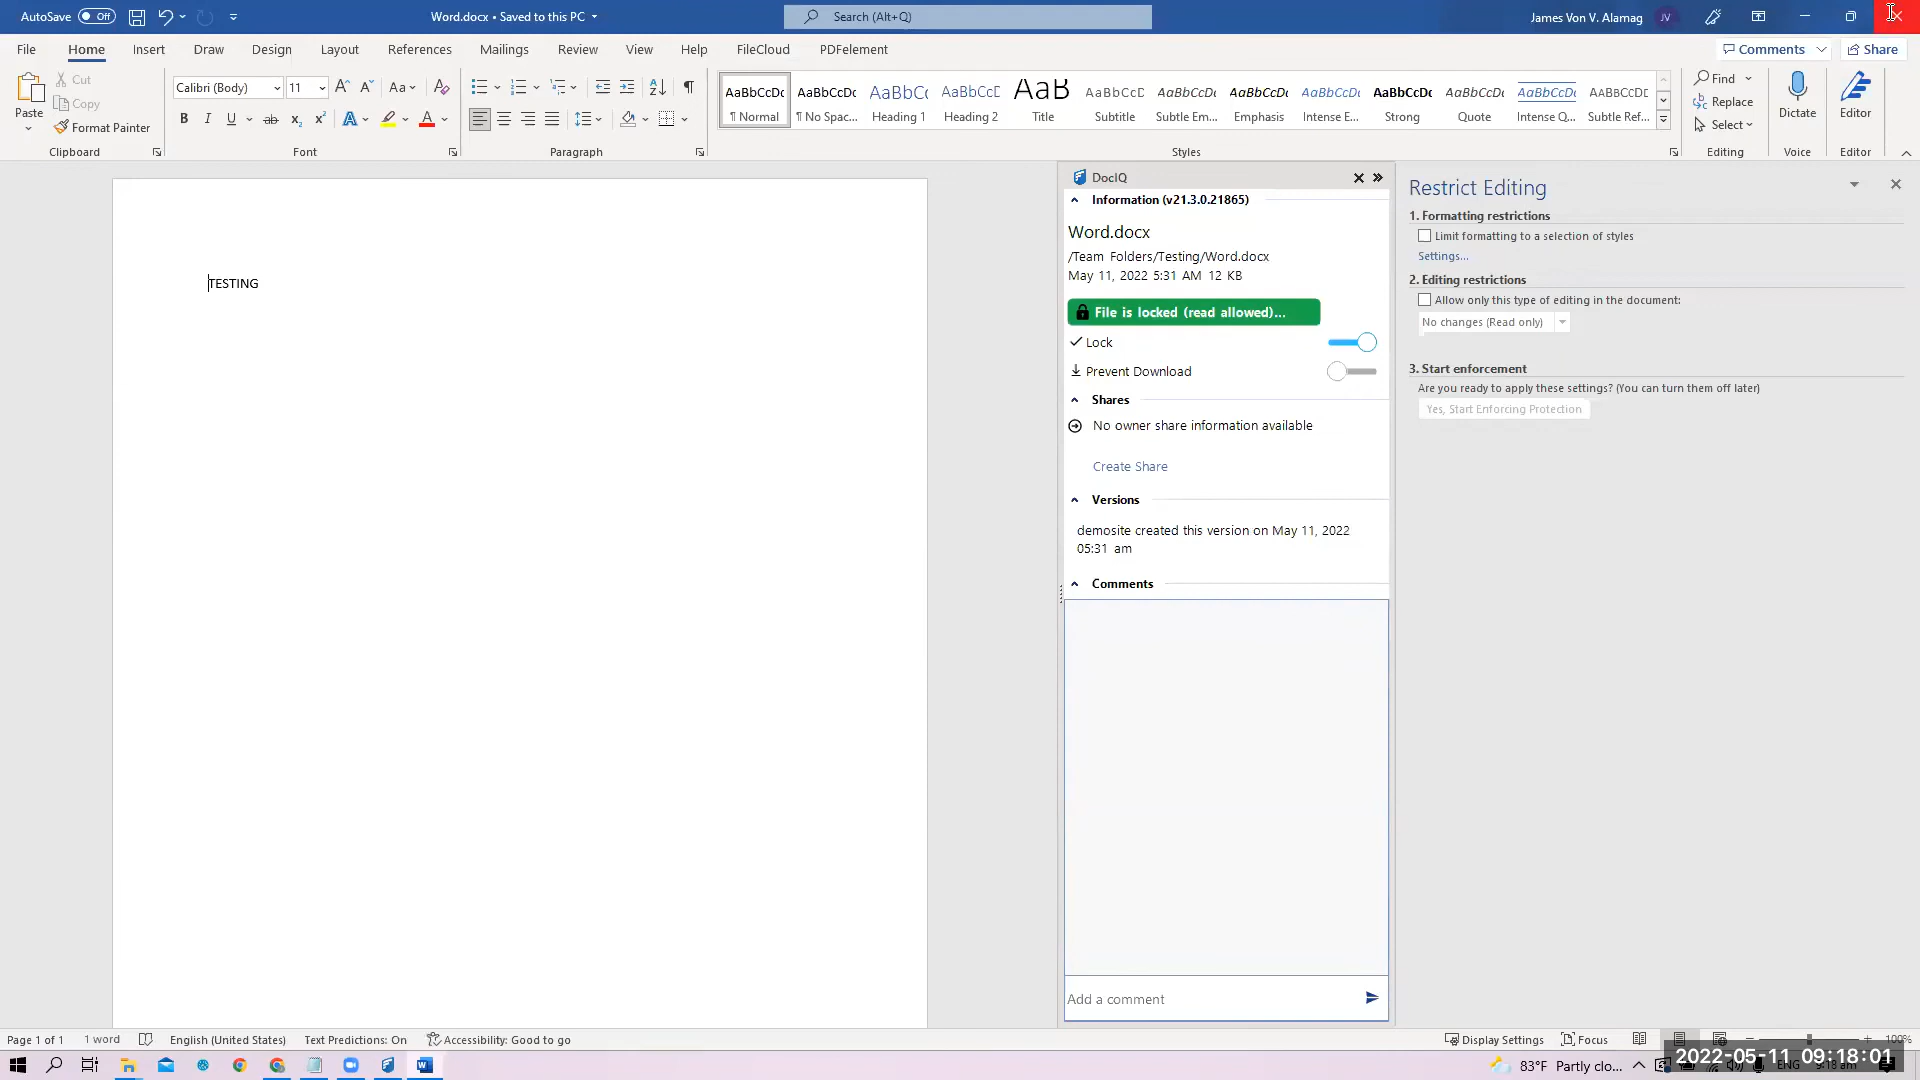 AutoSave Off
Word.docx • Saved to this PC
Search (Alt+Q)
James Von V. Alamag JV
File Home Insert Draw Design Layout References Mailings Review View Help FileCloud PDFelement
Comments Share
Paste
Cut
Copy
Format Painter
Clipboard
Calibri (Body) 11
Font
Paragraph
AaBbCcDc AaBbCcDc AaBbCc AaBbCcD AaB AaBbCcD AaBbCcDc AaBbCcDc AaBbCcDc AaBbCcDc AaBbCcDc AaBbCcDc AABBCCDE
¶ Normal ¶ No Spac... Heading 1 Heading 2 Title Subtitle Subtle Em... Emphasis Intense E... Strong Quote Intense Q... Subtle Ref...
Styles
Find
Replace
Select
Editing
Dictate
Voice
Editor
Editor
TESTING
DocIQ
Information (v21.3.0.21865)
Word.docx
/Team Folders/Testing/Word.docx
May 11, 2022 5:31 AM 12 KB
File is locked (read allowed)...
Lock
Prevent Download
Shares
No owner share information available
Create Share
Versions
demosite created this version on May 11, 2022
05:31 am
Comments
Add a comment
Restrict Editing
1. Formatting restrictions
Limit formatting to a selection of styles
Settings...
2. Editing restrictions
Allow only this type of editing in the document:
No changes (Read only)
3. Start enforcement
Are you ready to apply these settings? (You can turn them off later)
Yes, Start Enforcing Protection
Page 1 of 1 1 word English (United States) Text Predictions: On Accessibility: Good to go
Display Settings Focus 100%
83°F Partly clo... ENG
2022-05-11 09:18:01